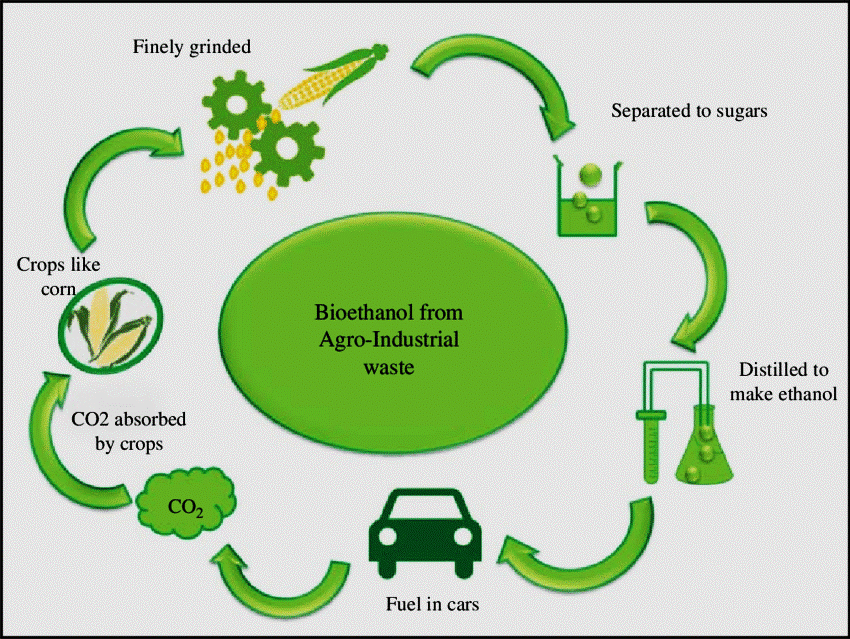 Finely grinded
Separated to sugars
Distilled to
make ethanol
Fuel in cars
CO₂
CO2 absorbed
by crops
Crops like
corn
Bioethanol from
Agro-Industrial
waste